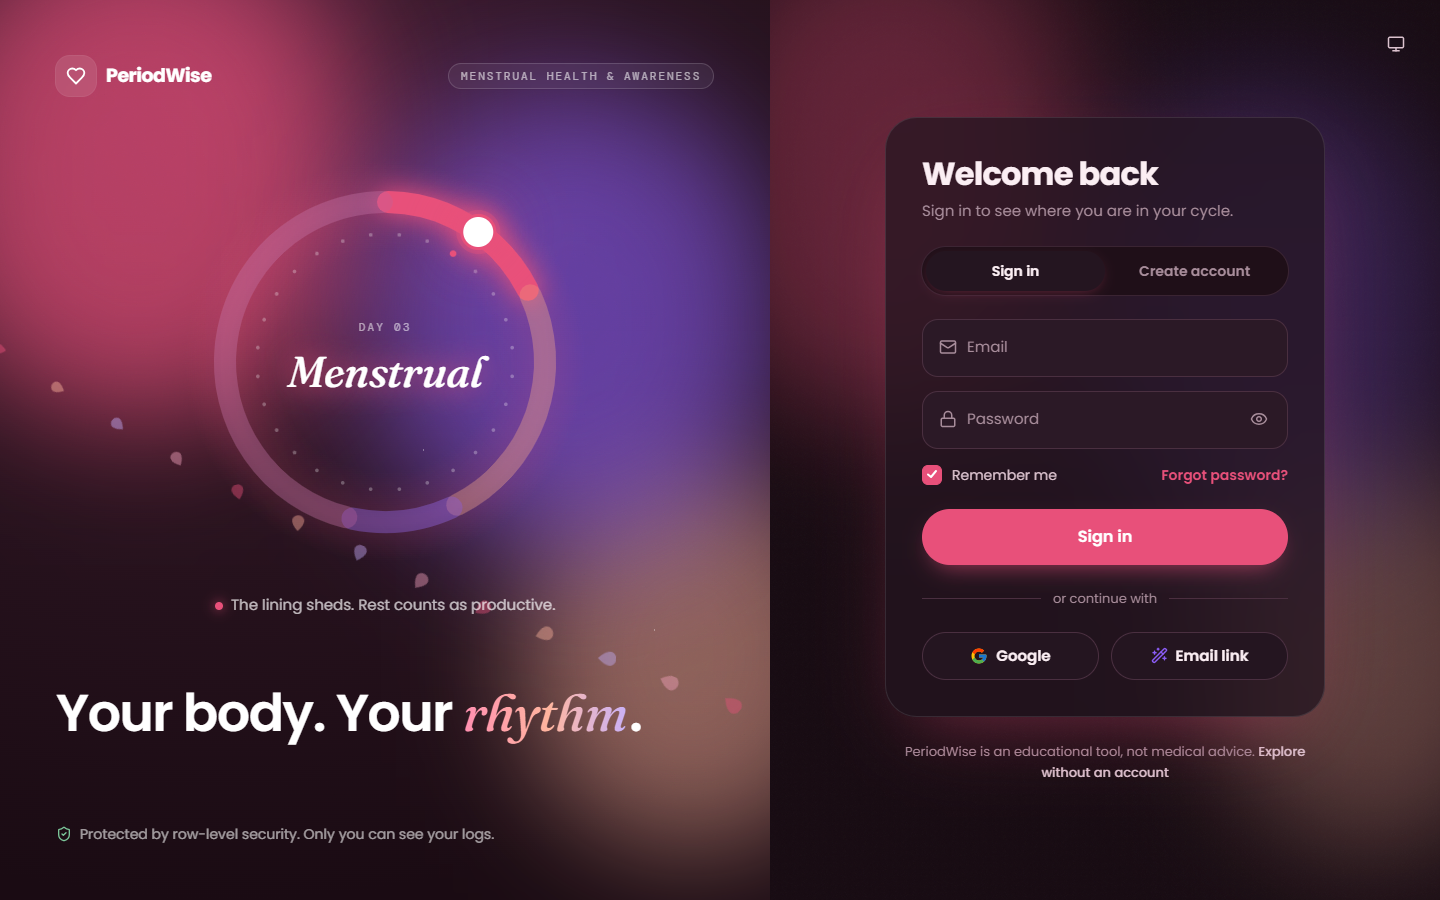 PeriodWise
MENSTRUAL HEALTH & AWARENESS
DAY 03
Menstrual
The lining sheds. Rest counts as productive.
Your body. Your rhythm.
Protected by row-level security. Only you can see your logs.
Welcome back
Sign in to see where you are in your cycle.
Sign in
Create account
Email
Password
Remember me
Forgot password?
Sign in
or continue with
Google
Email link
PeriodWise is an educational tool, not medical advice. Explore
without an account